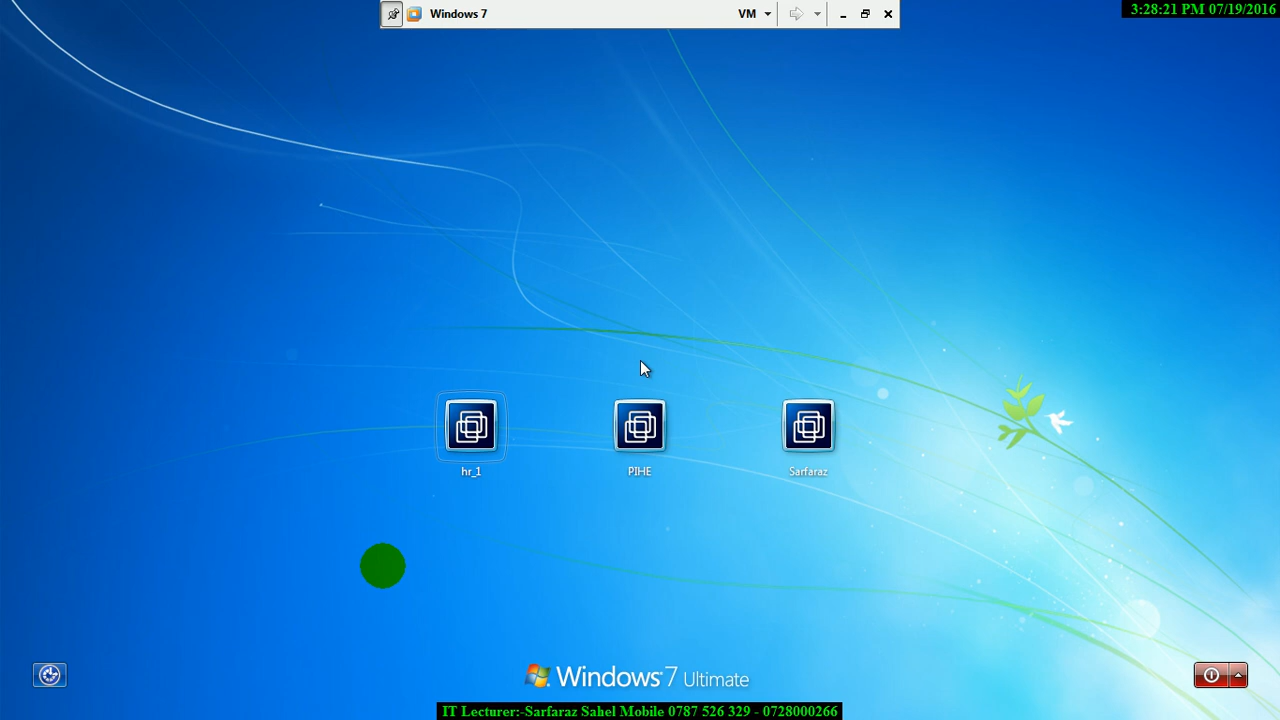 Windows 7
VM
3:28:21 PM 07/19/2016
hr_1
PIHE
Sarfaraz
Windows 7 Ultimate
IT Lecturer:-Sarfaraz Sahel Mobile 0787 526 329 - 0728000266